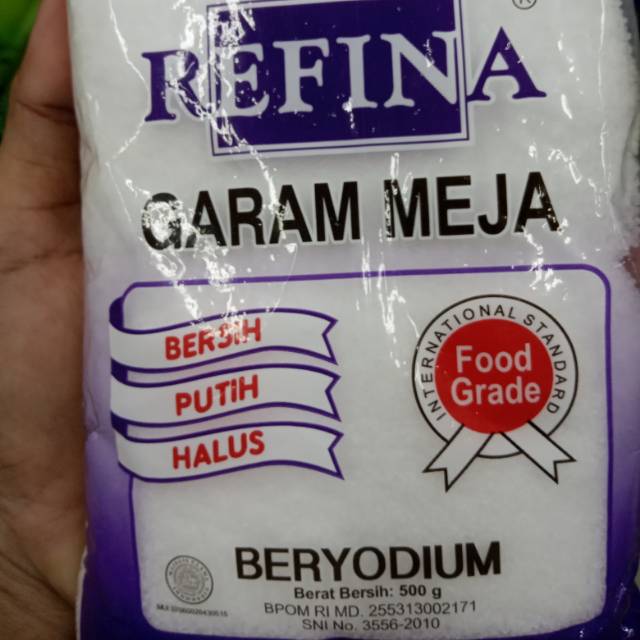 REFINA
®
GARAM MEJA
BERSIH
PUTIH
HALUS
INTERNATIONAL STANDARD
Food
Grade
BERYODIUM
Berat Bersih: 500 g
BPOM RI MD. 255313002171
SNI No. 3556-2010